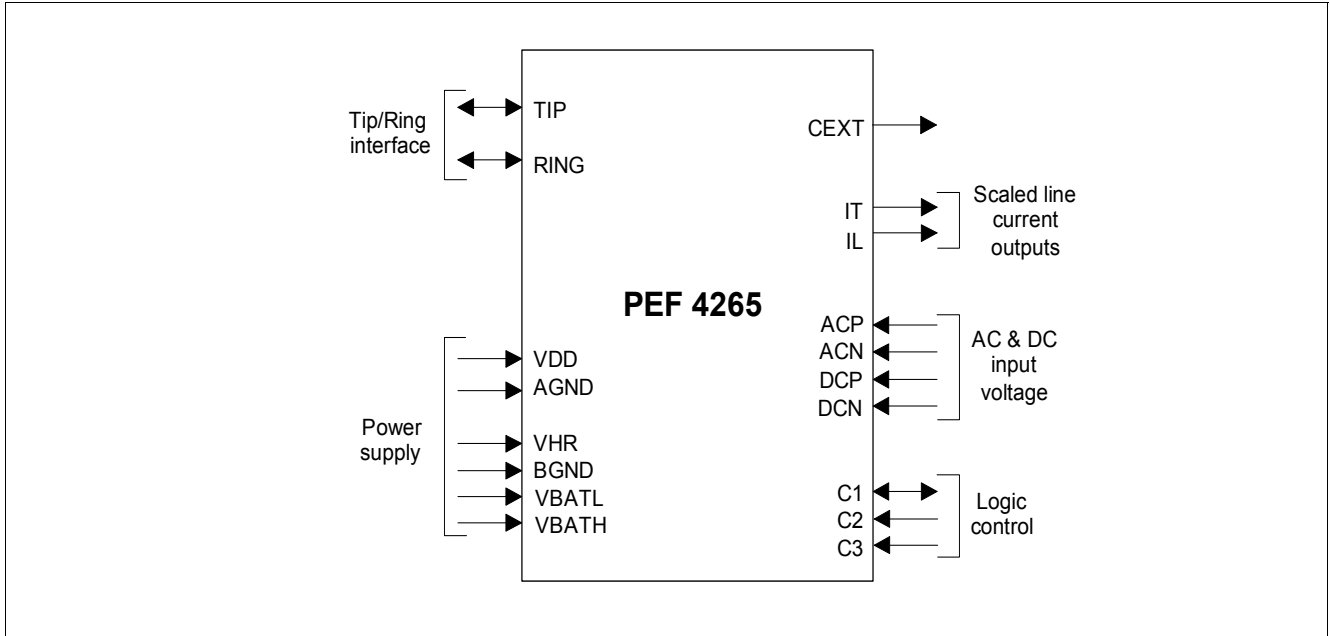 Tip/Ring
interface
TIP
RING
PEF 4265
Power
supply
VDD
AGND
VHR
BGND
VBATL
VBATH
CEXT
IT
IL
Scaled line
current
outputs
ACP
ACN
DCP
DCN
AC & DC
input
voltage
C1
C2
C3
Logic
control